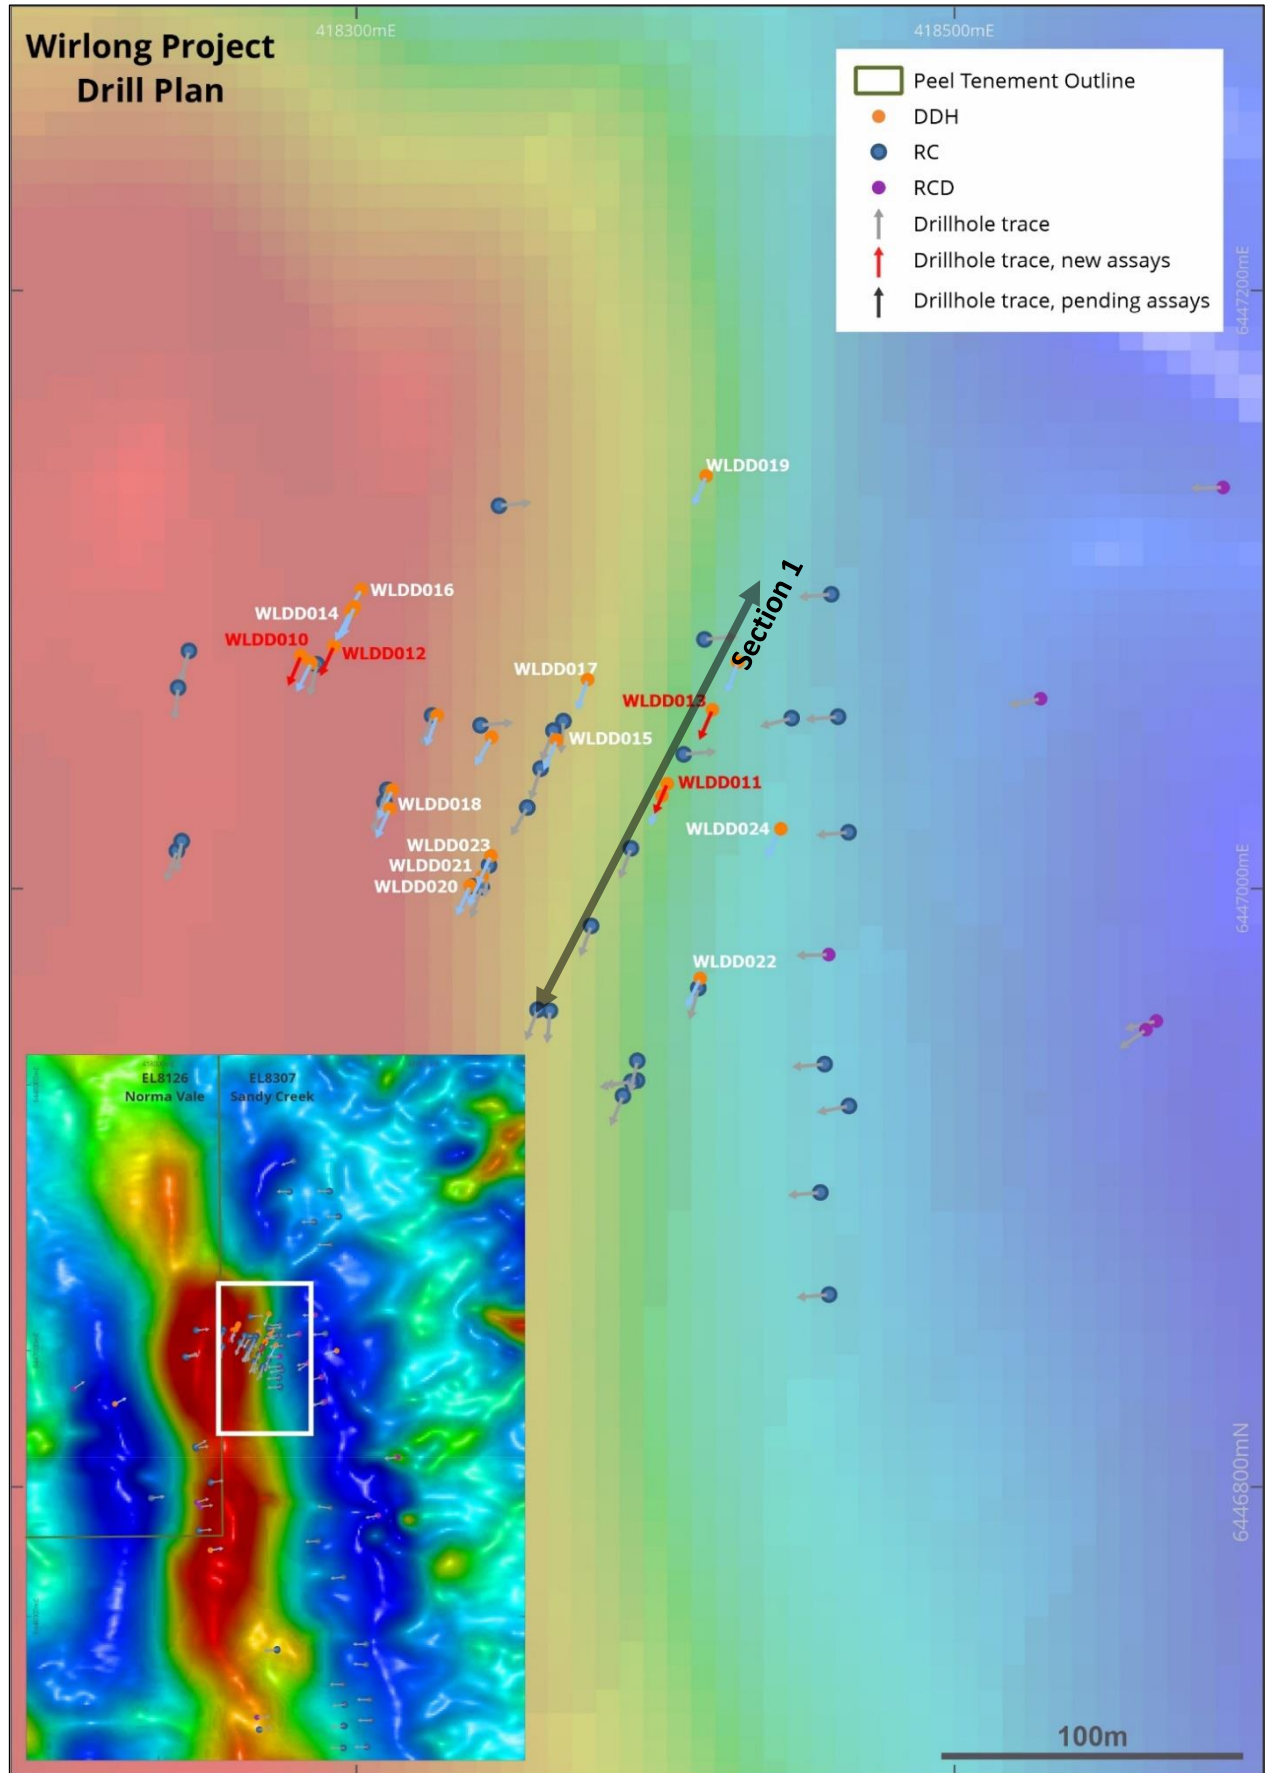 418300mE
418500mE
Wirlong Project
Drill Plan
Peel Tenement Outline
DDH
RC
RCD
Drillhole trace
Drillhole trace, new assays
Drillhole trace, pending assays
6447200mE
WLDD019
Section 1
WLDD016
WLDD014
WLDD010
WLDD012
WLDD017
WLDD013
WLDD015
WLDD011
WLDD018
WLDD024
WLDD023
WLDD021
WLDD020
6447000mE
WLDD022
EL8126
Norma Vale
EL8307
Sandy Creek
6446800mN
100m